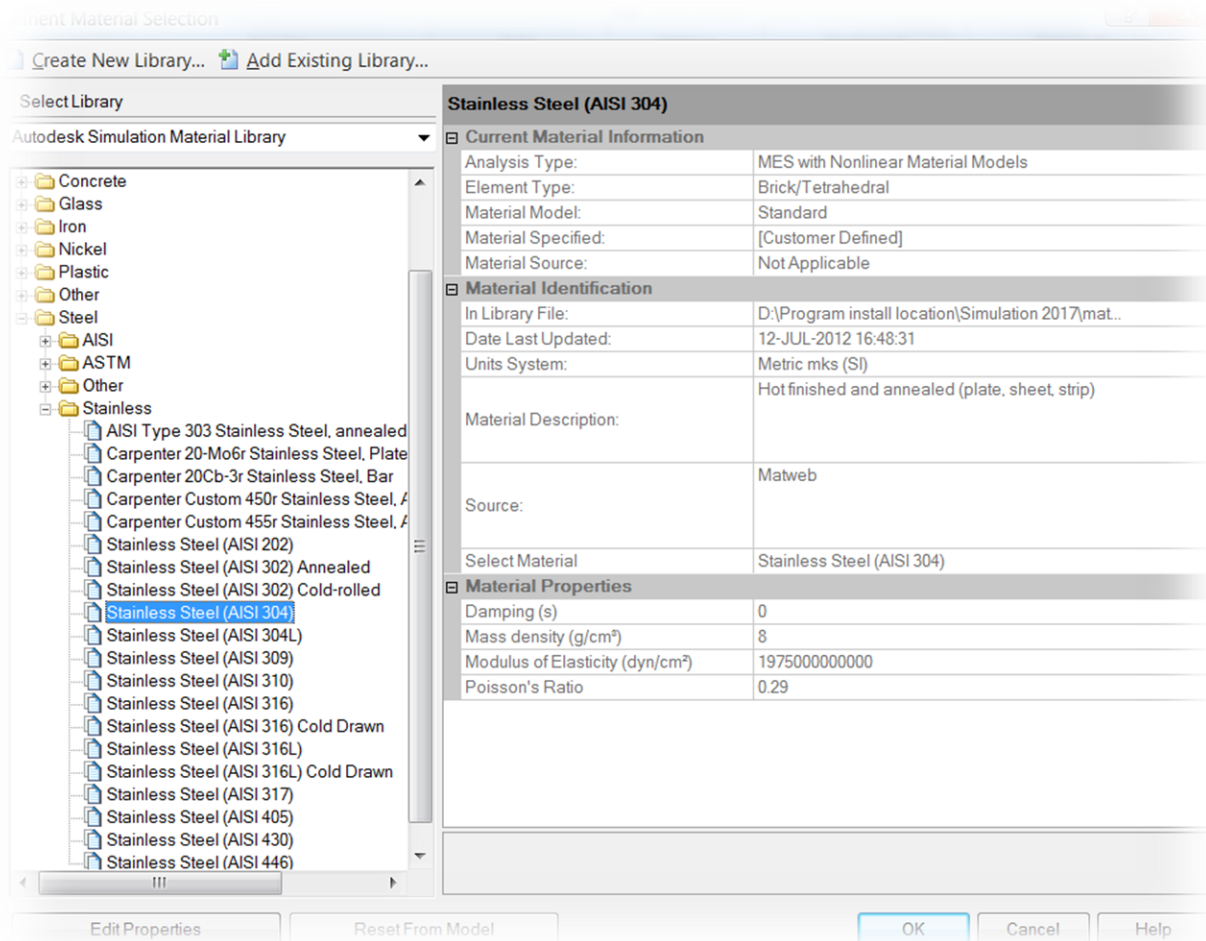 ment Material Selection
Create New Library... Add Existing Library...
Select Library
Autodesk Simulation Material Library
Concrete
Glass
Iron
Nickel
Plastic
Other
Steel
AISI
ASTM
Other
Stainless
AISI Type 303 Stainless Steel, annealed
Carpenter 20-Mo6r Stainless Steel, Plate
Carpenter 20Cb-3r Stainless Steel, Bar
Carpenter Custom 450r Stainless Steel, A
Carpenter Custom 455r Stainless Steel, A
Stainless Steel (AISI 202)
Stainless Steel (AISI 302) Annealed
Stainless Steel (AISI 302) Cold-rolled
Stainless Steel (AISI 304)
Stainless Steel (AISI 304L)
Stainless Steel (AISI 309)
Stainless Steel (AISI 310)
Stainless Steel (AISI 316)
Stainless Steel (AISI 316) Cold Drawn
Stainless Steel (AISI 316L)
Stainless Steel (AISI 316L) Cold Drawn
Stainless Steel (AISI 317)
Stainless Steel (AISI 405)
Stainless Steel (AISI 430)
Stainless Steel (AISI 446)
Stainless Steel (AISI 304)
Current Material Information
Analysis Type: MES with Nonlinear Material Models
Element Type: Brick/Tetrahedral
Material Model: Standard
Material Specified: [Customer Defined]
Material Source: Not Applicable
Material Identification
In Library File: D:\Program install location\Simulation 2017\mat...
Date Last Updated: 12-JUL-2012 16:48:31
Units System: Metric mks (SI)
Material Description: Hot finished and annealed (plate, sheet, strip)
Source: Matweb
Select Material Stainless Steel (AISI 304)
Material Properties
Damping (s) 0
Mass density (g/cm³) 8
Modulus of Elasticity (dyn/cm²) 1975000000000
Poisson's Ratio 0.29
Edit Properties Reset From Model OK Cancel Help